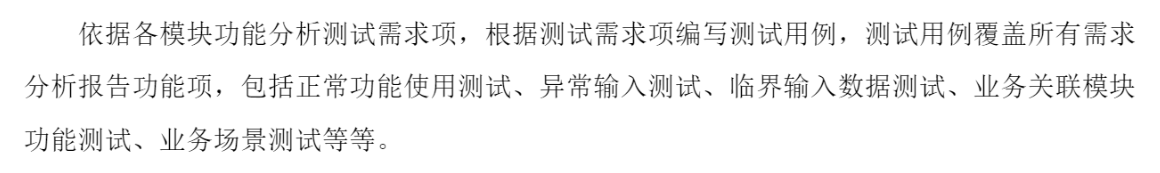 依据各模块功能分析测试需求项，根据测试需求项编写测试用例，测试用例覆盖所有需求
分析报告功能项，包括正常功能使用测试、异常输入测试、临界输入数据测试、业务关联模块
功能测试、业务场景测试等等。